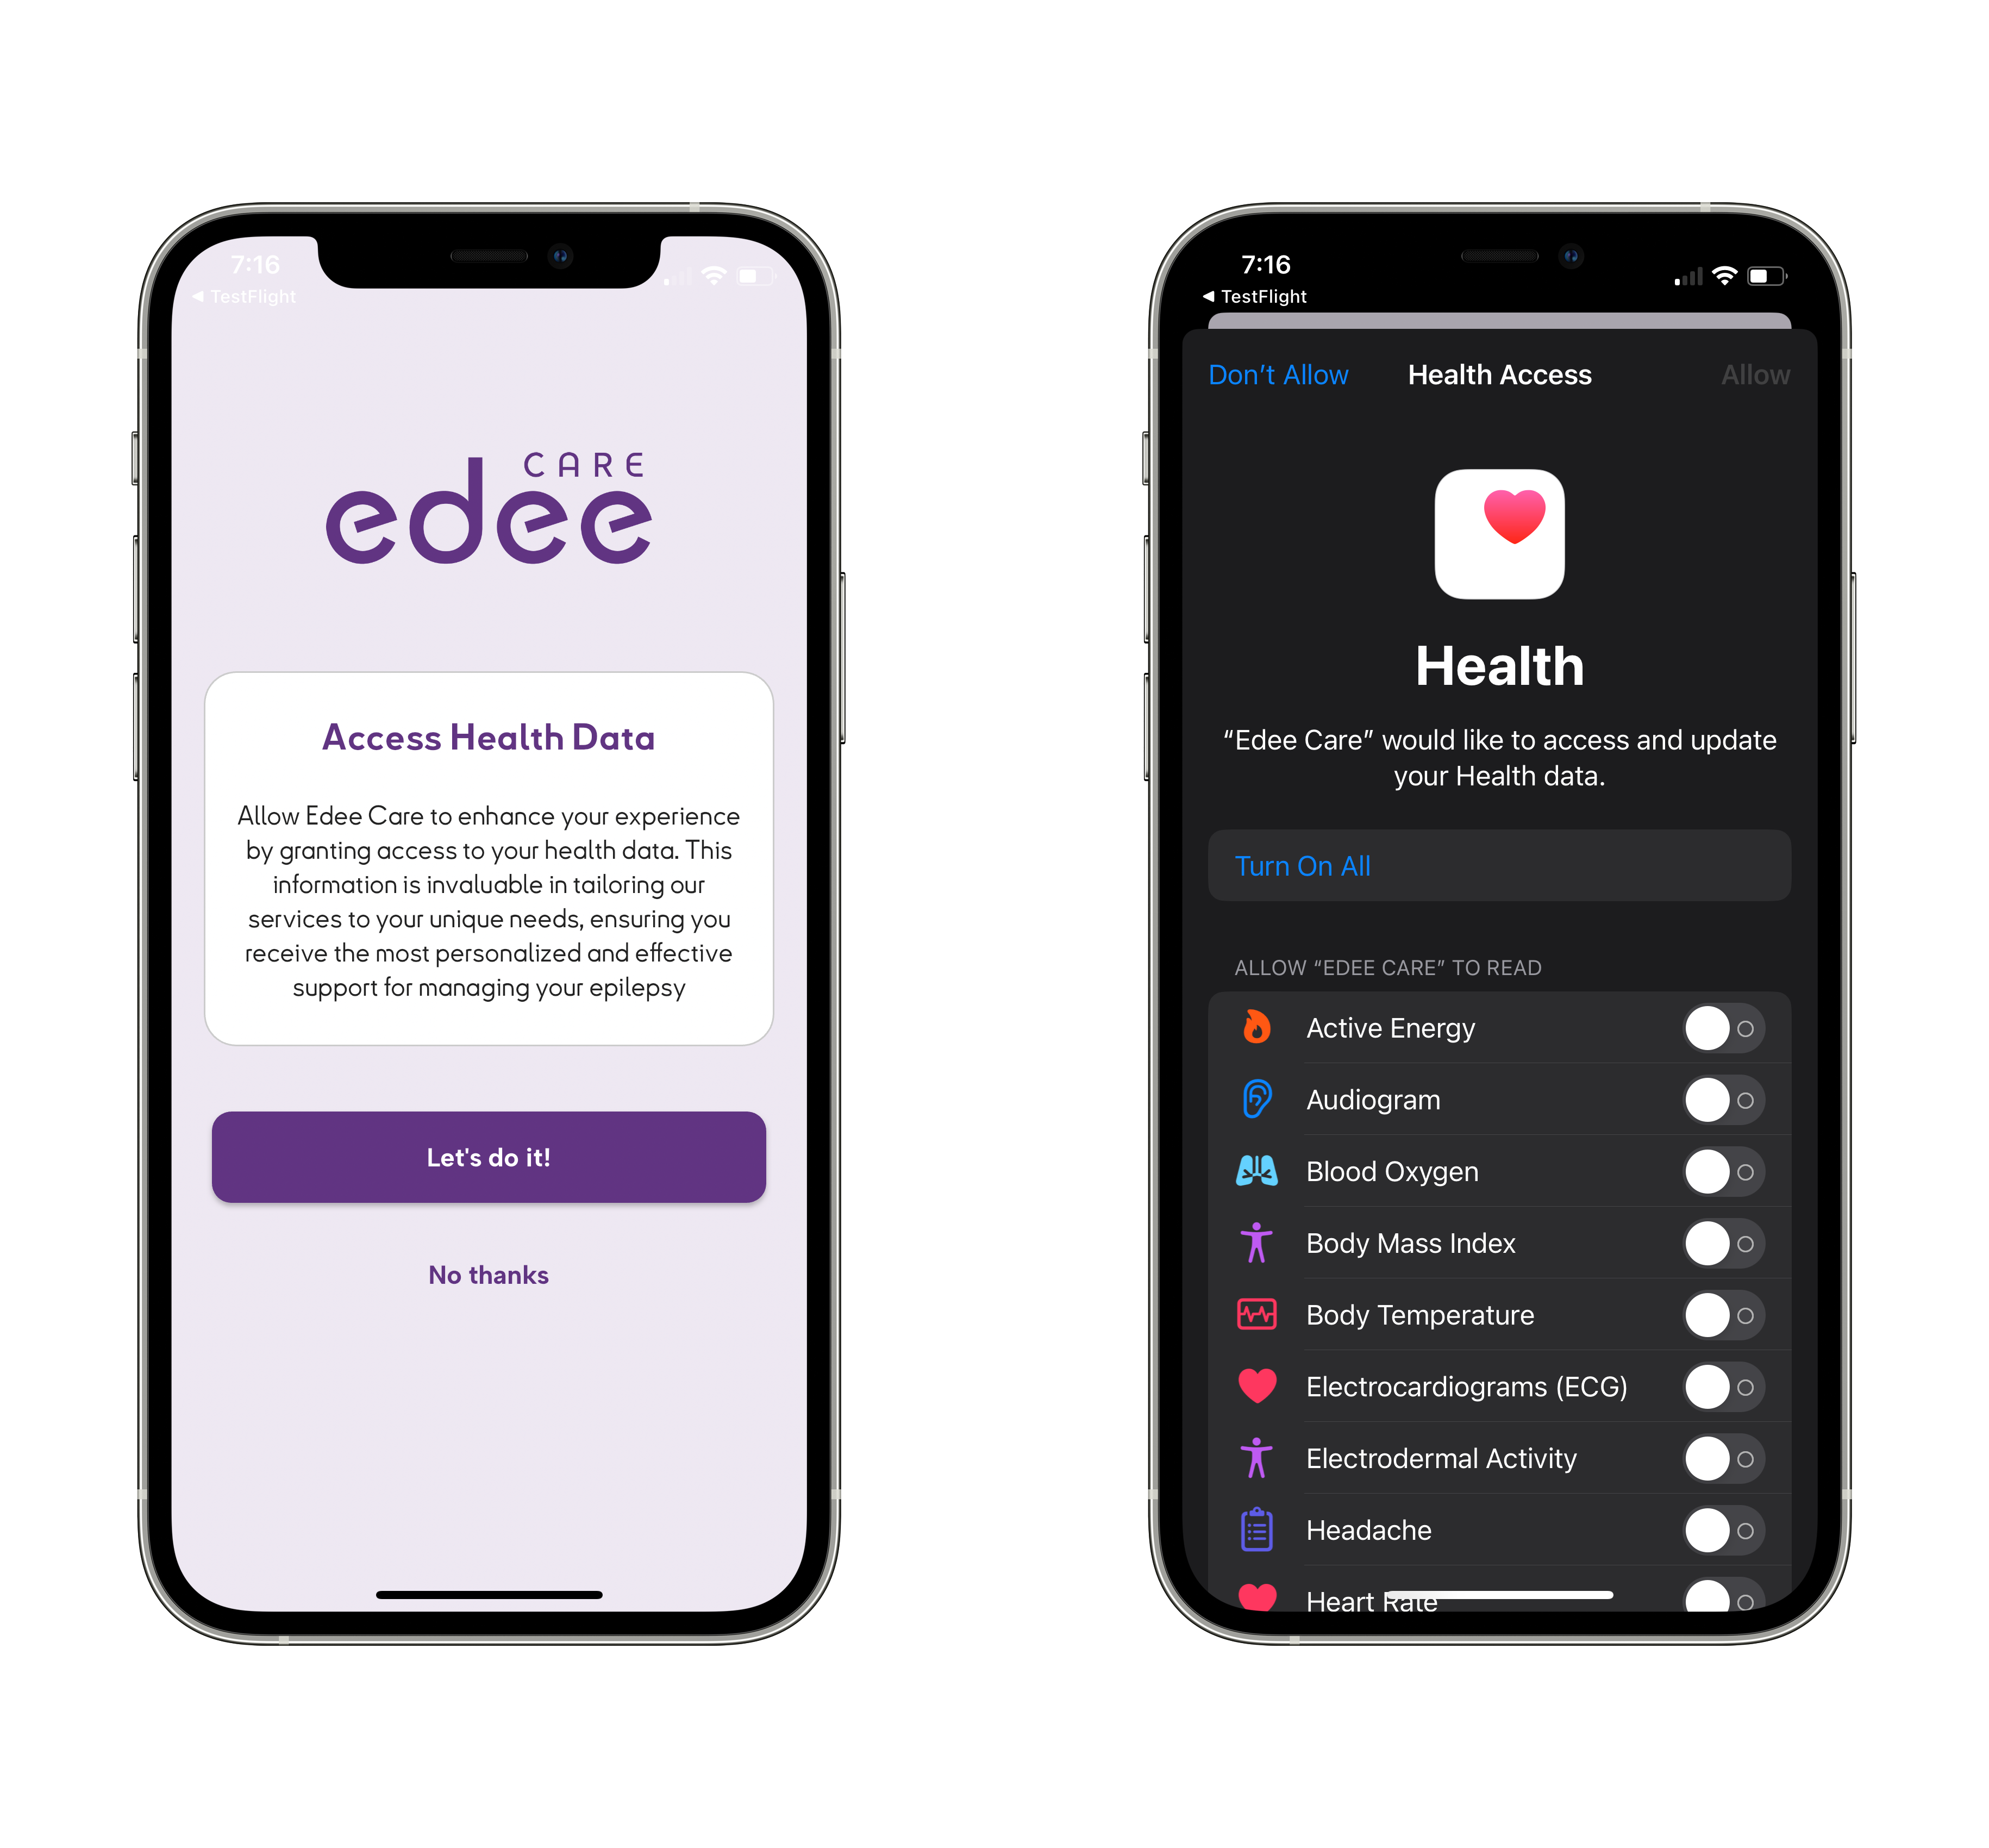 7:16
◀ TestFlight
CARE
edee
Access Health Data
Allow Edee Care to enhance your experience
by granting access to your health data. This
information is invaluable in tailoring our
services to your unique needs, ensuring you
receive the most personalized and effective
support for managing your epilepsy
Let's do it!
No thanks
7:16
◀ TestFlight
Don’t Allow
Health Access
Allow
Health
“Edee Care” would like to access and update
your Health data.
Turn On All
ALLOW “EDEE CARE” TO READ
Active Energy
Audiogram
Blood Oxygen
Body Mass Index
Body Temperature
Electrocardiograms (ECG)
Electrodermal Activity
Headache
Heart Rate